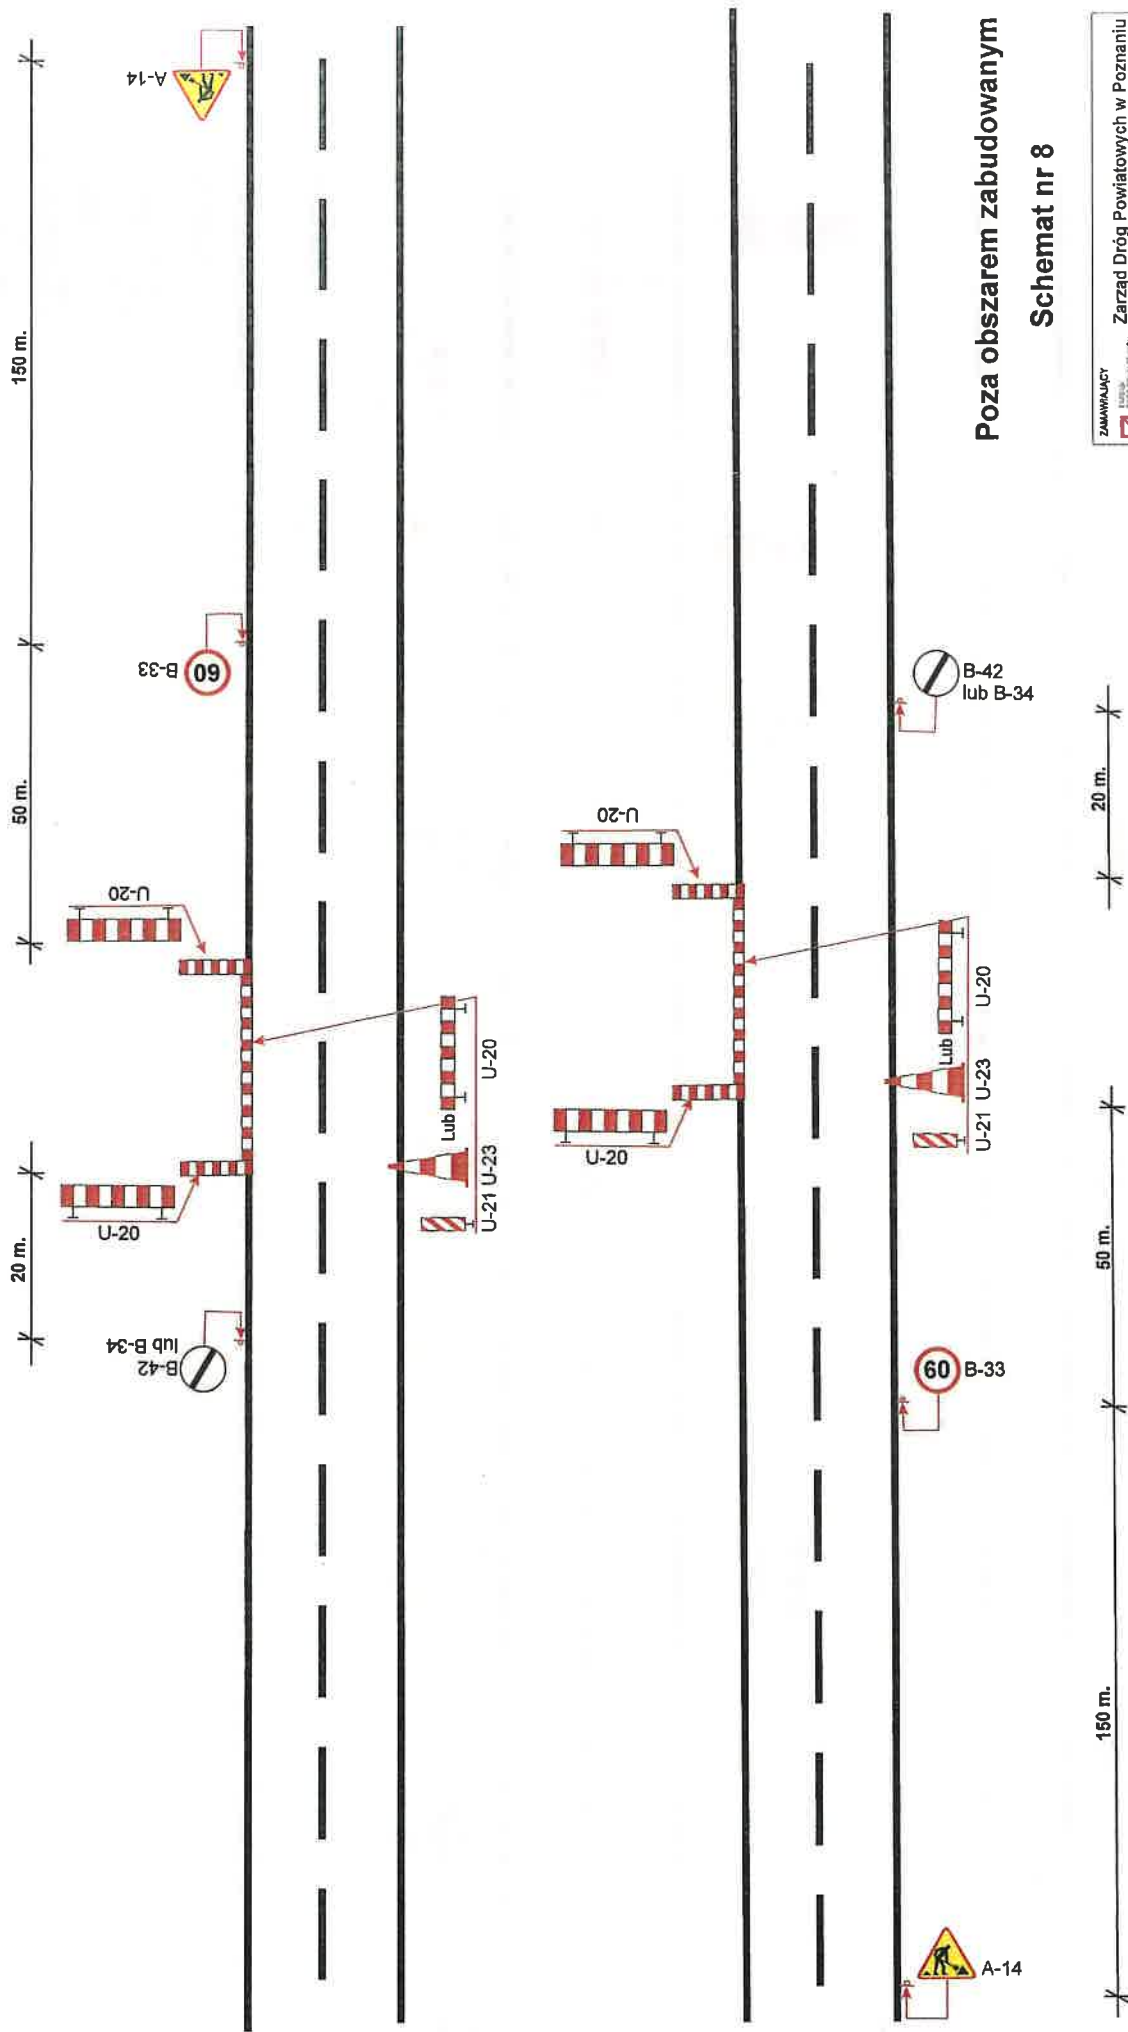 150 m.
A-14
B-33
60
50 m.
U-20
U-20
Lub
U-20
U-21 U-23
20 m.
B-42
lub B-34
U-20
U-20
Lub
U-20
U-21 U-23
B-42
lub B-34
20 m.
50 m.
60 B-33
150 m.
A-14
Poza obszarem zabudowanym
Schemat nr 8
ZAMAWIAJĄCY
Zarząd Dróg Powiatowych w Poznaniu